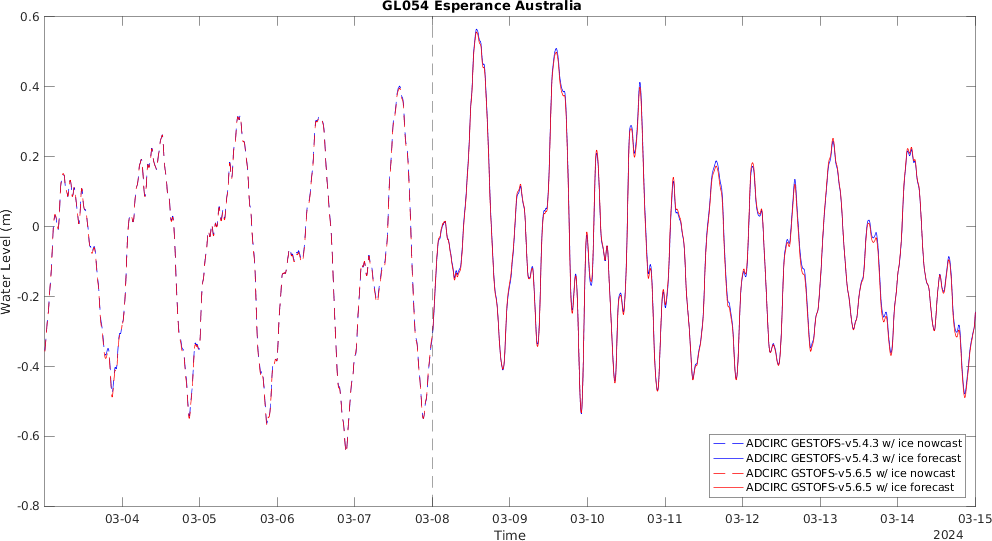 GL054 Esperance Australia
0.6
0.4
0.2
0
-0.2
-0.4
-0.6
-0.8
Water Level (m)
ADCIRC GESTOFS-v5.4.3 w/ ice nowcast
ADCIRC GESTOFS-v5.4.3 w/ ice forecast
ADCIRC GSTOFS-v5.6.5 w/ ice nowcast
ADCIRC GSTOFS-v5.6.5 w/ ice forecast
03-04 03-05 03-06 03-07 03-08 03-09 03-10 03-11 03-12 03-13 03-14 03-15
Time
2024